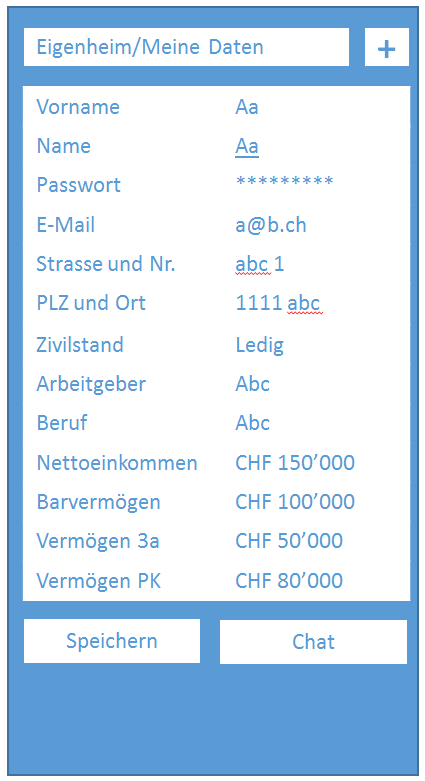 Eigenheim/Meine Daten +
Vorname Aa
Name Aa
Passwort *********
E-Mail a@b.ch
Strasse und Nr. abc 1
PLZ und Ort 1111 abc
Zivilstand Ledig
Arbeitgeber Abc
Beruf Abc
Nettoeinkommen CHF 150’000
Barvermögen CHF 100’000
Vermögen 3a CHF 50’000
Vermögen PK CHF 80’000
Speichern Chat